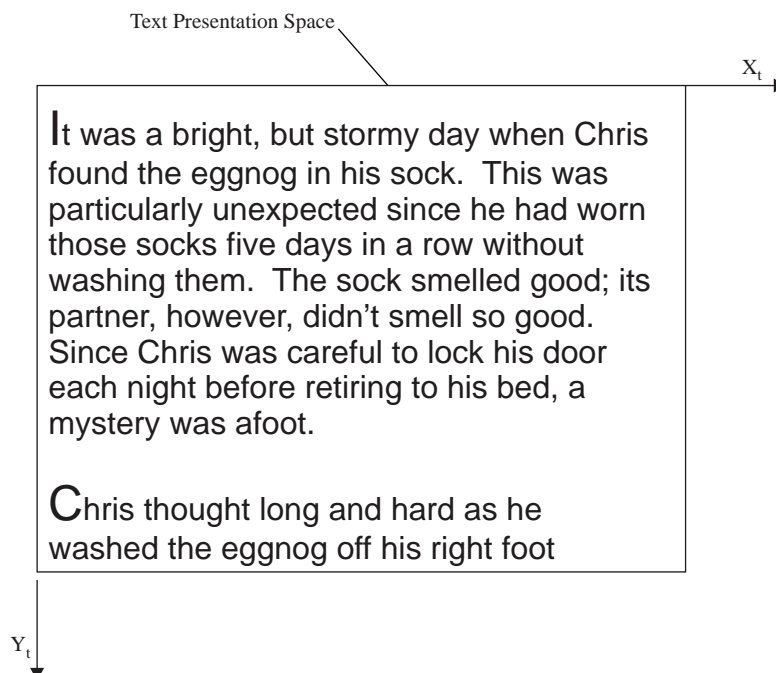 Text Presentation Space
Xt
It was a bright, but stormy day when Chris
found the eggnog in his sock.  This was
particularly unexpected since he had worn
those socks five days in a row without
washing them.  The sock smelled good; its
partner, however, didn’t smell so good.
Since Chris was careful to lock his door
each night before retiring to his bed, a
mystery was afoot.
Chris thought long and hard as he
washed the eggnog off his right foot
Yt